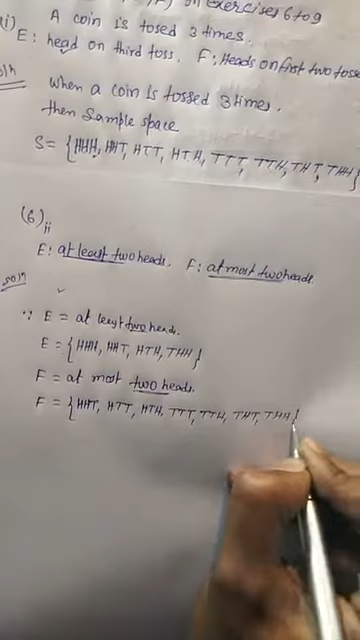 on Exercises 6 to 9
(i) A coin is tosed 3 times.
E: head on third toss. F: Heads on first two tosse
soln
When a coin is tossed 3 times.
then Sample space
S = {HHH, HHT, HTT, HTH, TTT, TTH, THT, THH}
(6) ii
E: at least two heads. F: at most two heads.
soln
∵ E = at least two heads.
E = {HHH, HHT, HTH, THH}
F = at most two heads.
F = {HHT, HTT, HTH, TTT, TTH, THT, THH}